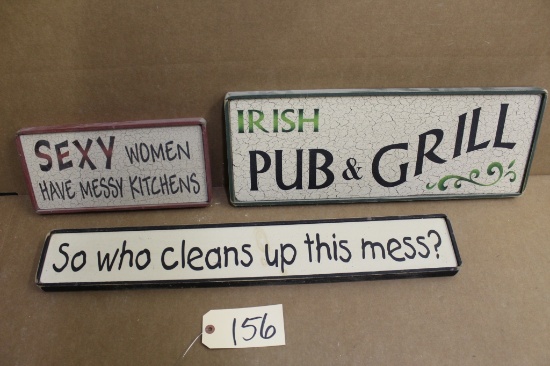 SEXY WOMEN
HAVE MESSY KITCHENS
IRISH
PUB & GRILL
So who cleans up this mess?
156